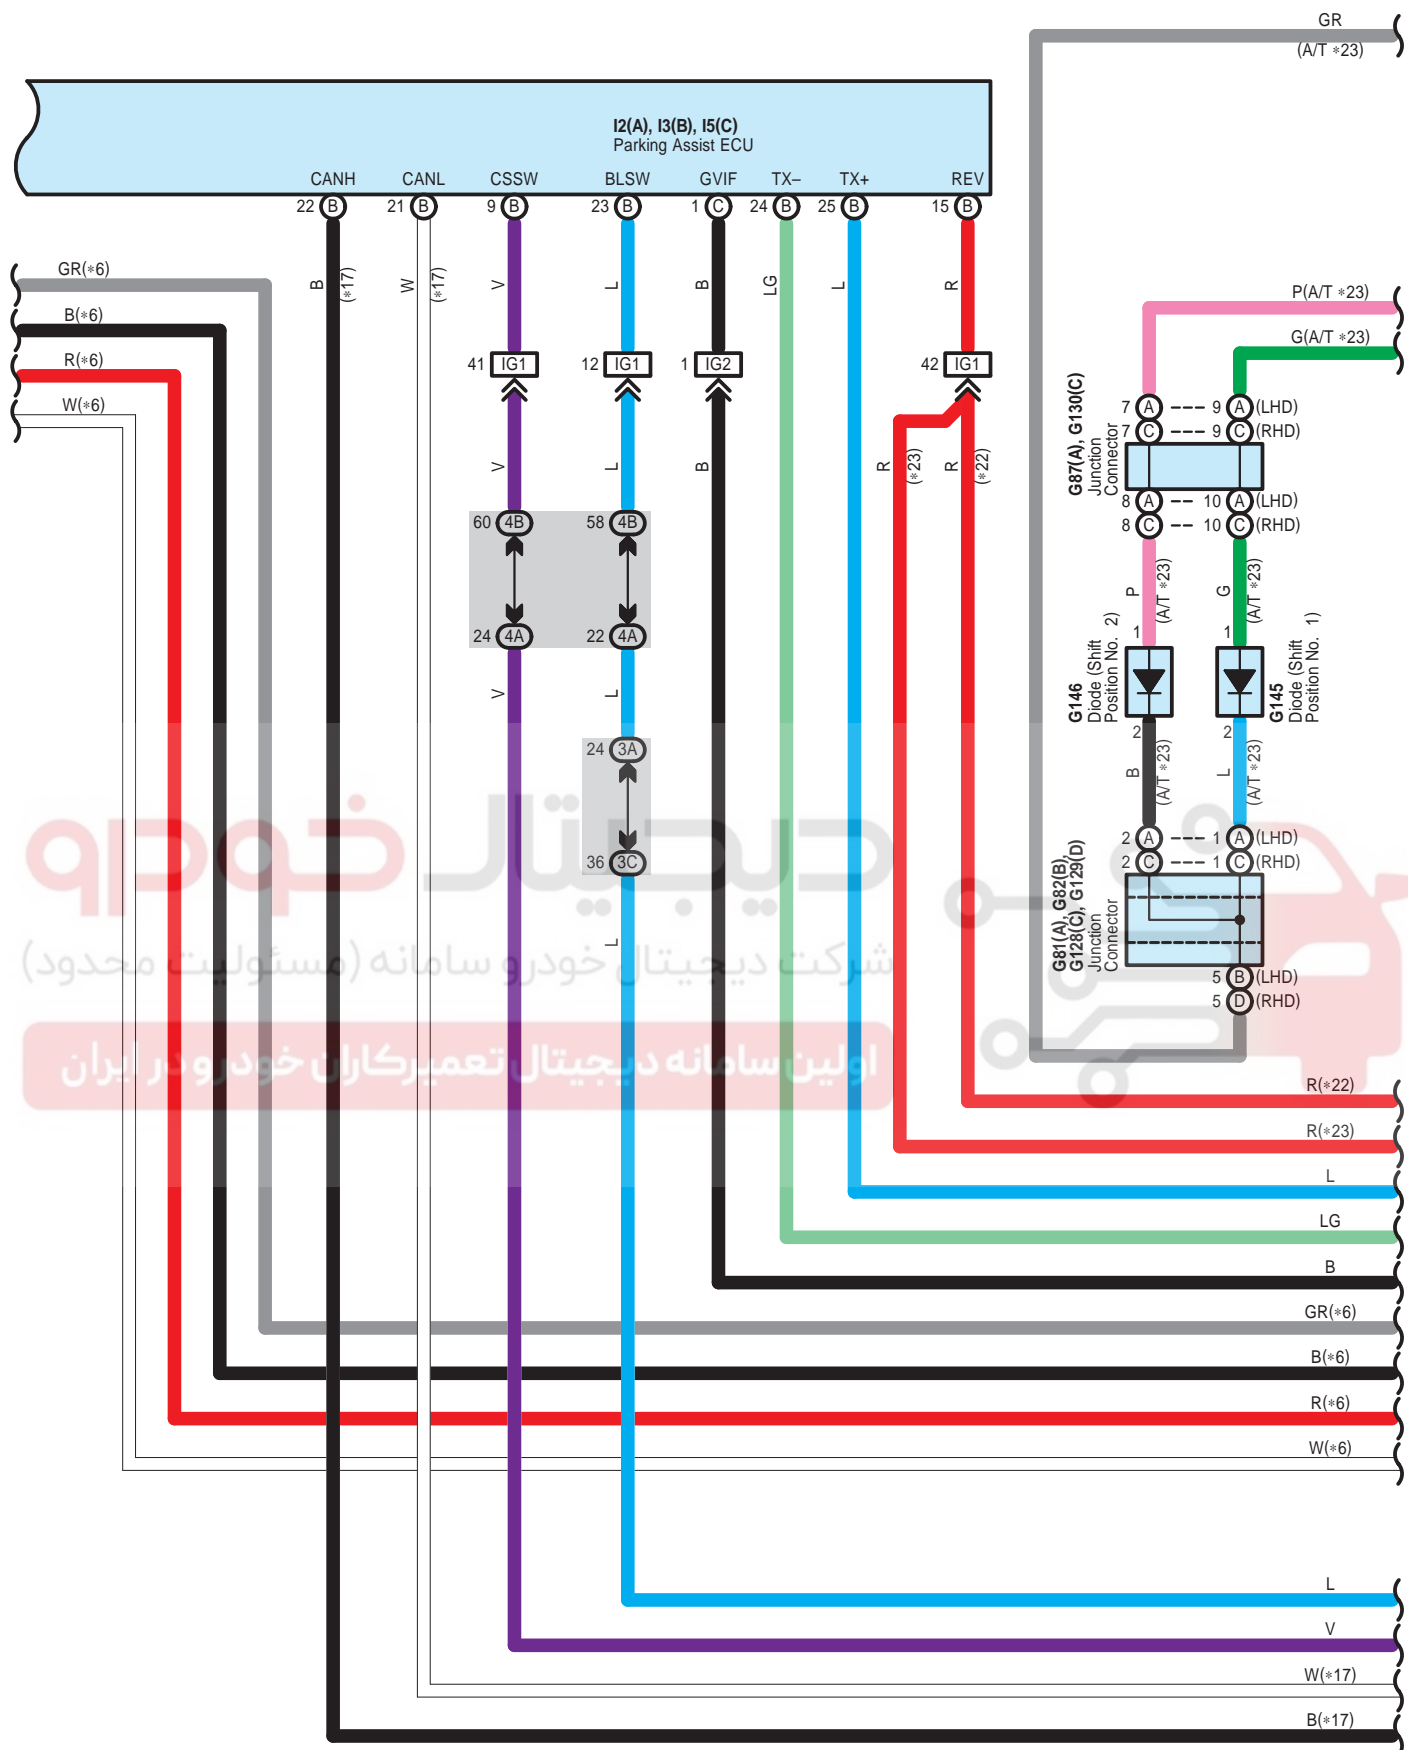 GR
(A/T *23)
I2(A), I3(B), I5(C)
Parking Assist ECU
CANH CANL CSSW BLSW GVIF TX– TX+ REV
22 B 21 B 9 B 23 B 1 C 24 B 25 B 15 B
GR(*6)
B(*6)
R(*6)
W(*6)
B (*17) W (*17) V L B LG L R
P(A/T *23)
G(A/T *23)
41 IG1 12 IG1 1 IG2 42 IG1
G87(A), G130(C)
Junction
Connector
7 A 9 A (LHD)
7 C 9 C (RHD)
V L B R (*23) R (*22)
8 A 10 A (LHD)
8 C 10 C (RHD)
60 4B 58 4B
24 4A 22 4A
P (A/T *23) G (A/T *23)
1 1
G146
Diode (Shift
Position No. 2)
G145
Diode (Shift
Position No. 1)
2 2
V L
B (A/T *23) L (A/T *23)
24 3A
36 3C
L
دیجیتال خودرو
شرکت دیجیتال خودرو سامانه (مسئولیت محدود)
اولین سامانه دیجیتال تعمیرکاران خودرو در ایران
2 A 1 A (LHD)
2 C 1 C (RHD)
G81(A), G82(B),
G128(C), G129(D)
Junction
Connector
5 B (LHD)
5 D (RHD)
R(*22)
R(*23)
L
LG
B
GR(*6)
B(*6)
R(*6)
W(*6)
L
V
W(*17)
B(*17)